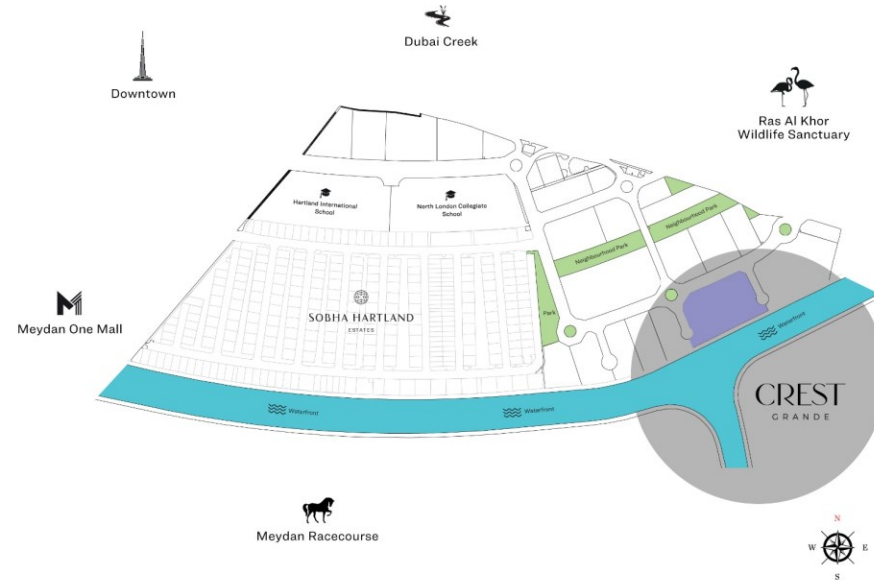 Dubai Creek
Downtown
Ras Al Khor
Wildlife Sanctuary
Hartland International
School
North London Collegiate
School
Neighbourhood Park
Neighbourhood Park
Meydan One Mall
SOBHA HARTLAND
ESTATES
Park
Waterfront
Waterfront
Waterfront
CREST
GRANDE
Meydan Racecourse
N
W
E
S